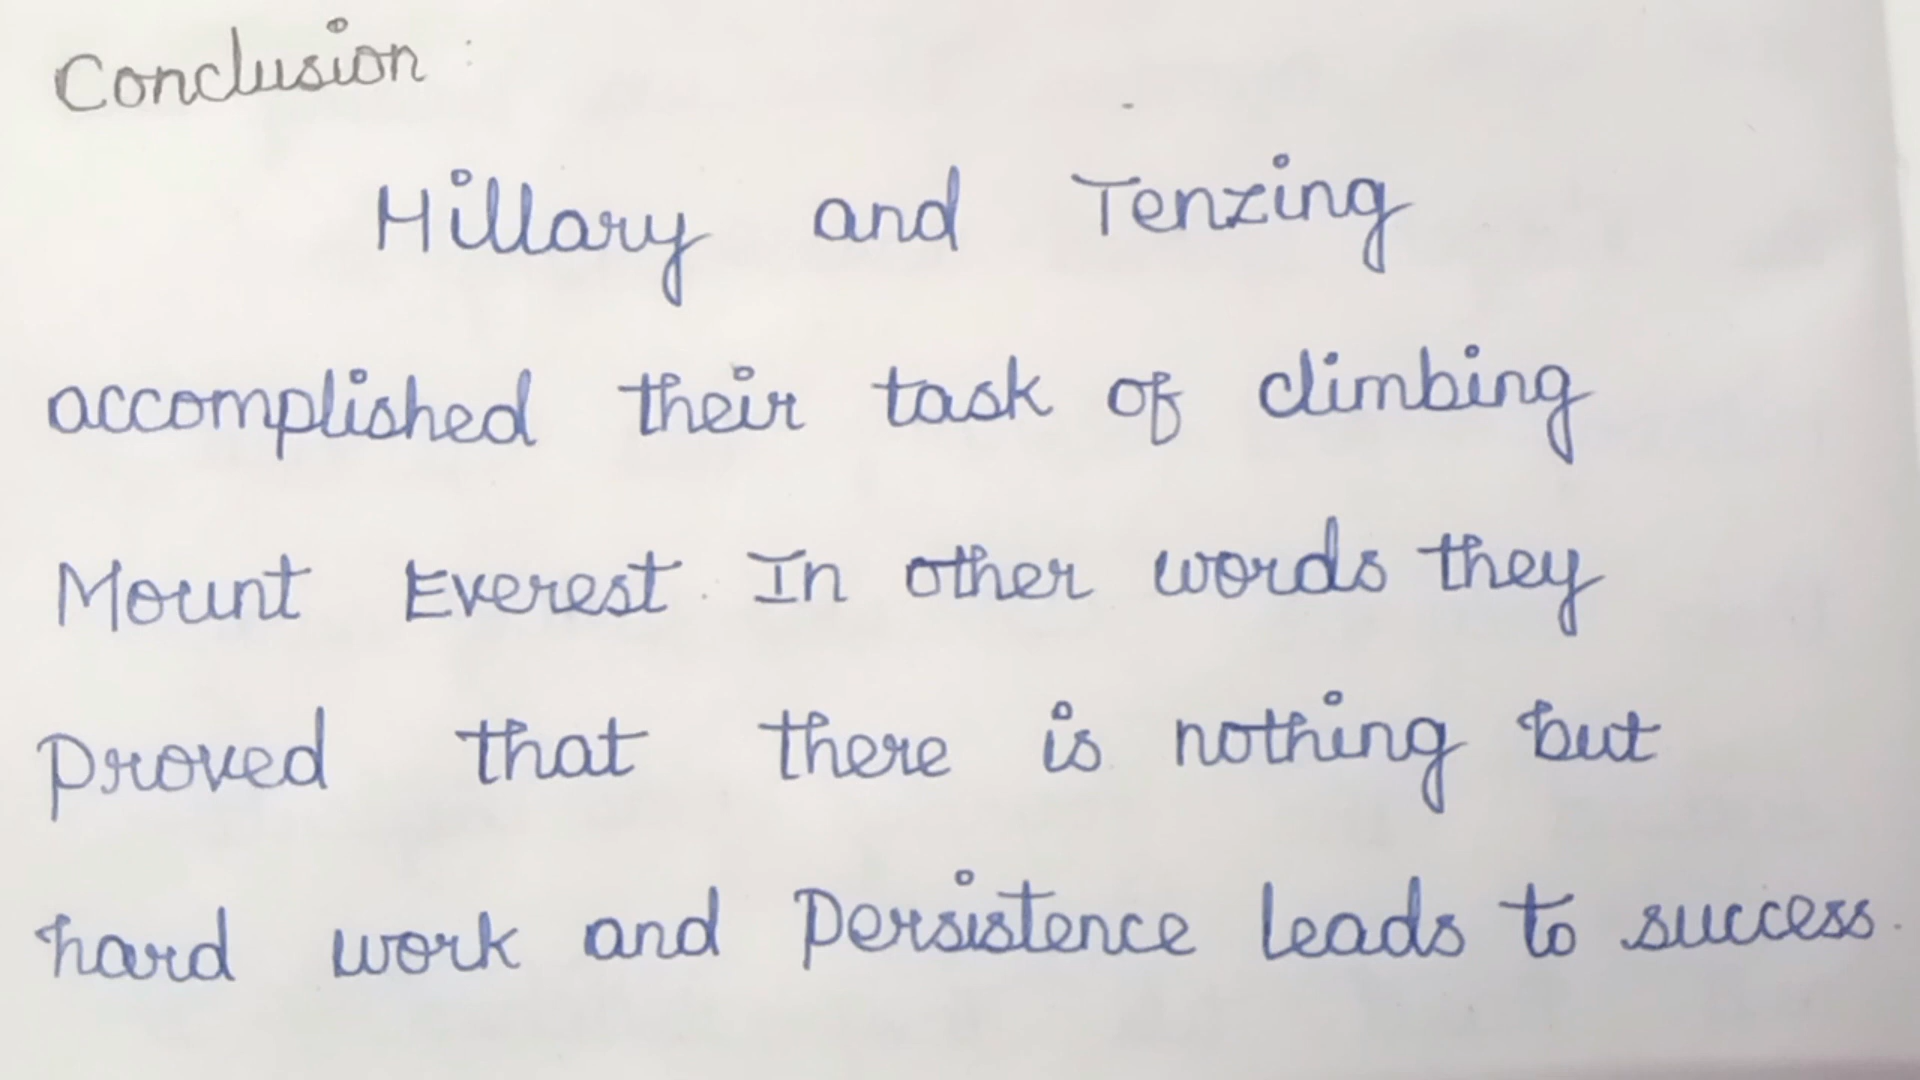 Conclusion :
Hillary and Tenzing
accomplished their task of climbing
Mount Everest. In other words they
proved that there is nothing but
hard work and Persistence leads to success.